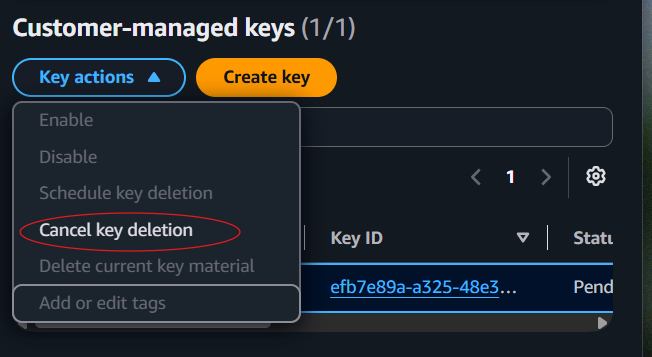 Customer-managed keys (1/1)
Key actions
Create key
Enable
Disable
Schedule key deletion
1
Cancel key deletion
Key ID
Statu
Delete current key material
efb7e89a-a325-48e3...
Pend
Add or edit tags